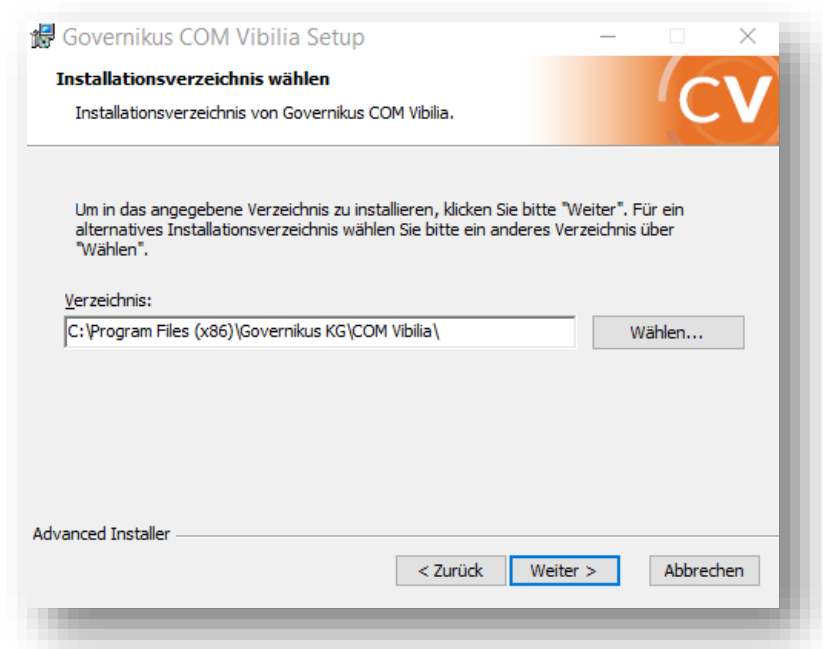 Governikus COM Vibilia Setup
Installationsverzeichnis wählen
Installationverzeichnis von Governikus COM Vibilia.
CV
Um in das angegebene Verzeichnis zu installieren, klicken Sie bitte "Weiter". Für ein
alternatives Installationsverzeichnis wählen Sie bitte ein anderes Verzeichnis über
"Wählen".
Verzeichnis:
C:\Program Files (x86)\Governikus KG\COM Vibilia\
Wählen...
Advanced Installer
< Zurück
Weiter >
Abbrechen